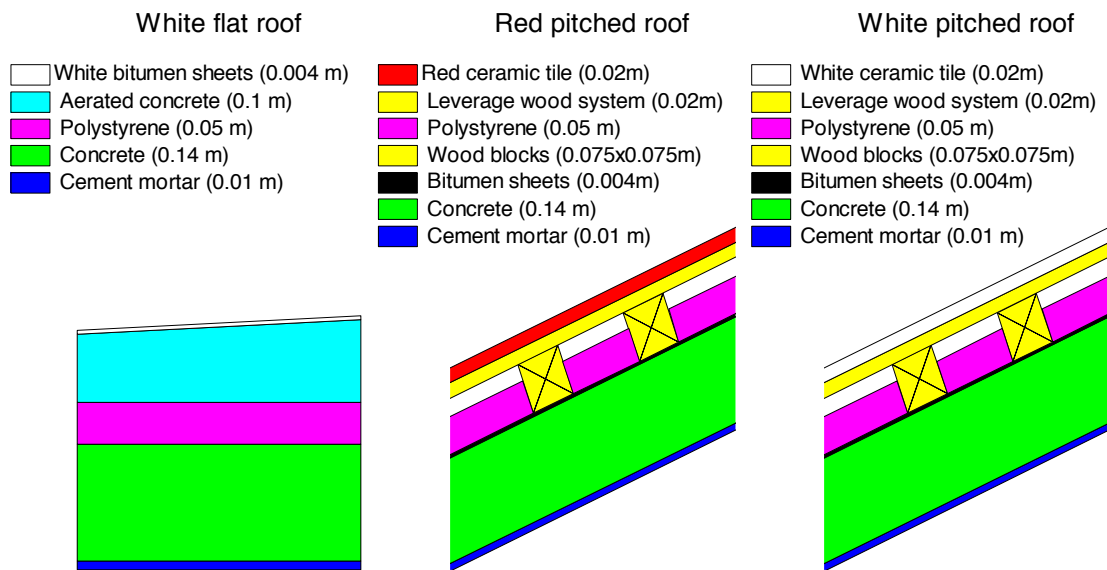 White flat roof
White bitumen sheets (0.004 m)
Aerated concrete (0.1 m)
Polystyrene (0.05 m)
Concrete (0.14 m)
Cement mortar (0.01 m)
Red pitched roof
Red ceramic tile (0.02m)
Leverage wood system (0.02m)
Polystyrene (0.05 m)
Wood blocks (0.075x0.075m)
Bitumen sheets (0.004m)
Concrete (0.14 m)
Cement mortar (0.01 m)
White pitched roof
White ceramic tile (0.02m)
Leverage wood system (0.02m)
Polystyrene (0.05 m)
Wood blocks (0.075x0.075m)
Bitumen sheets (0.004m)
Concrete (0.14 m)
Cement mortar (0.01 m)